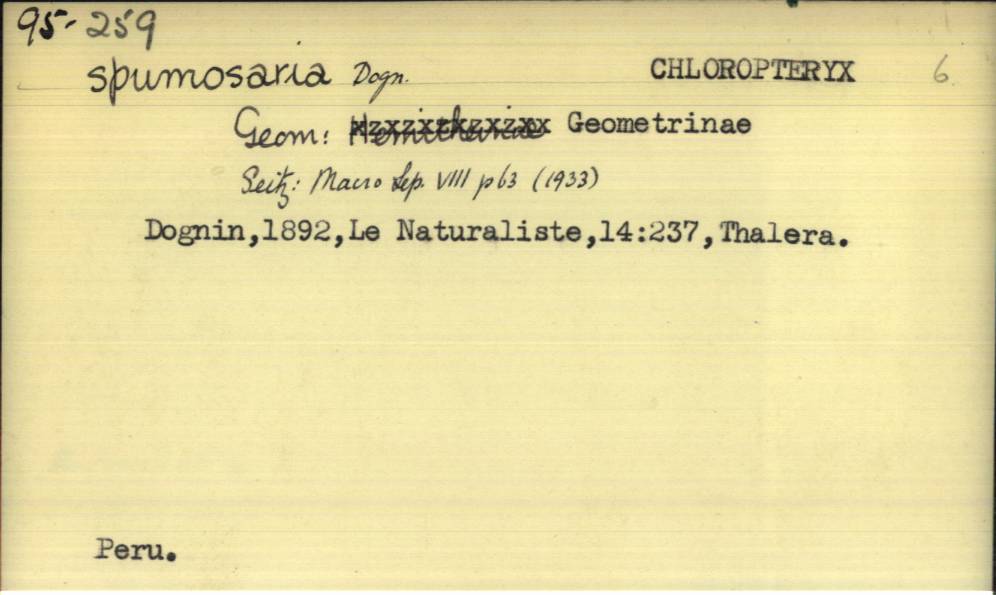 95-259
spumosaria Dogn. CHLOROPTERYX 6
Geom: Hemitheinae Geometrinae
Seitz: Macro Lep. VIII p63 (1933)
Dognin,1892,Le Naturaliste,14:237,Thalera.
Peru.